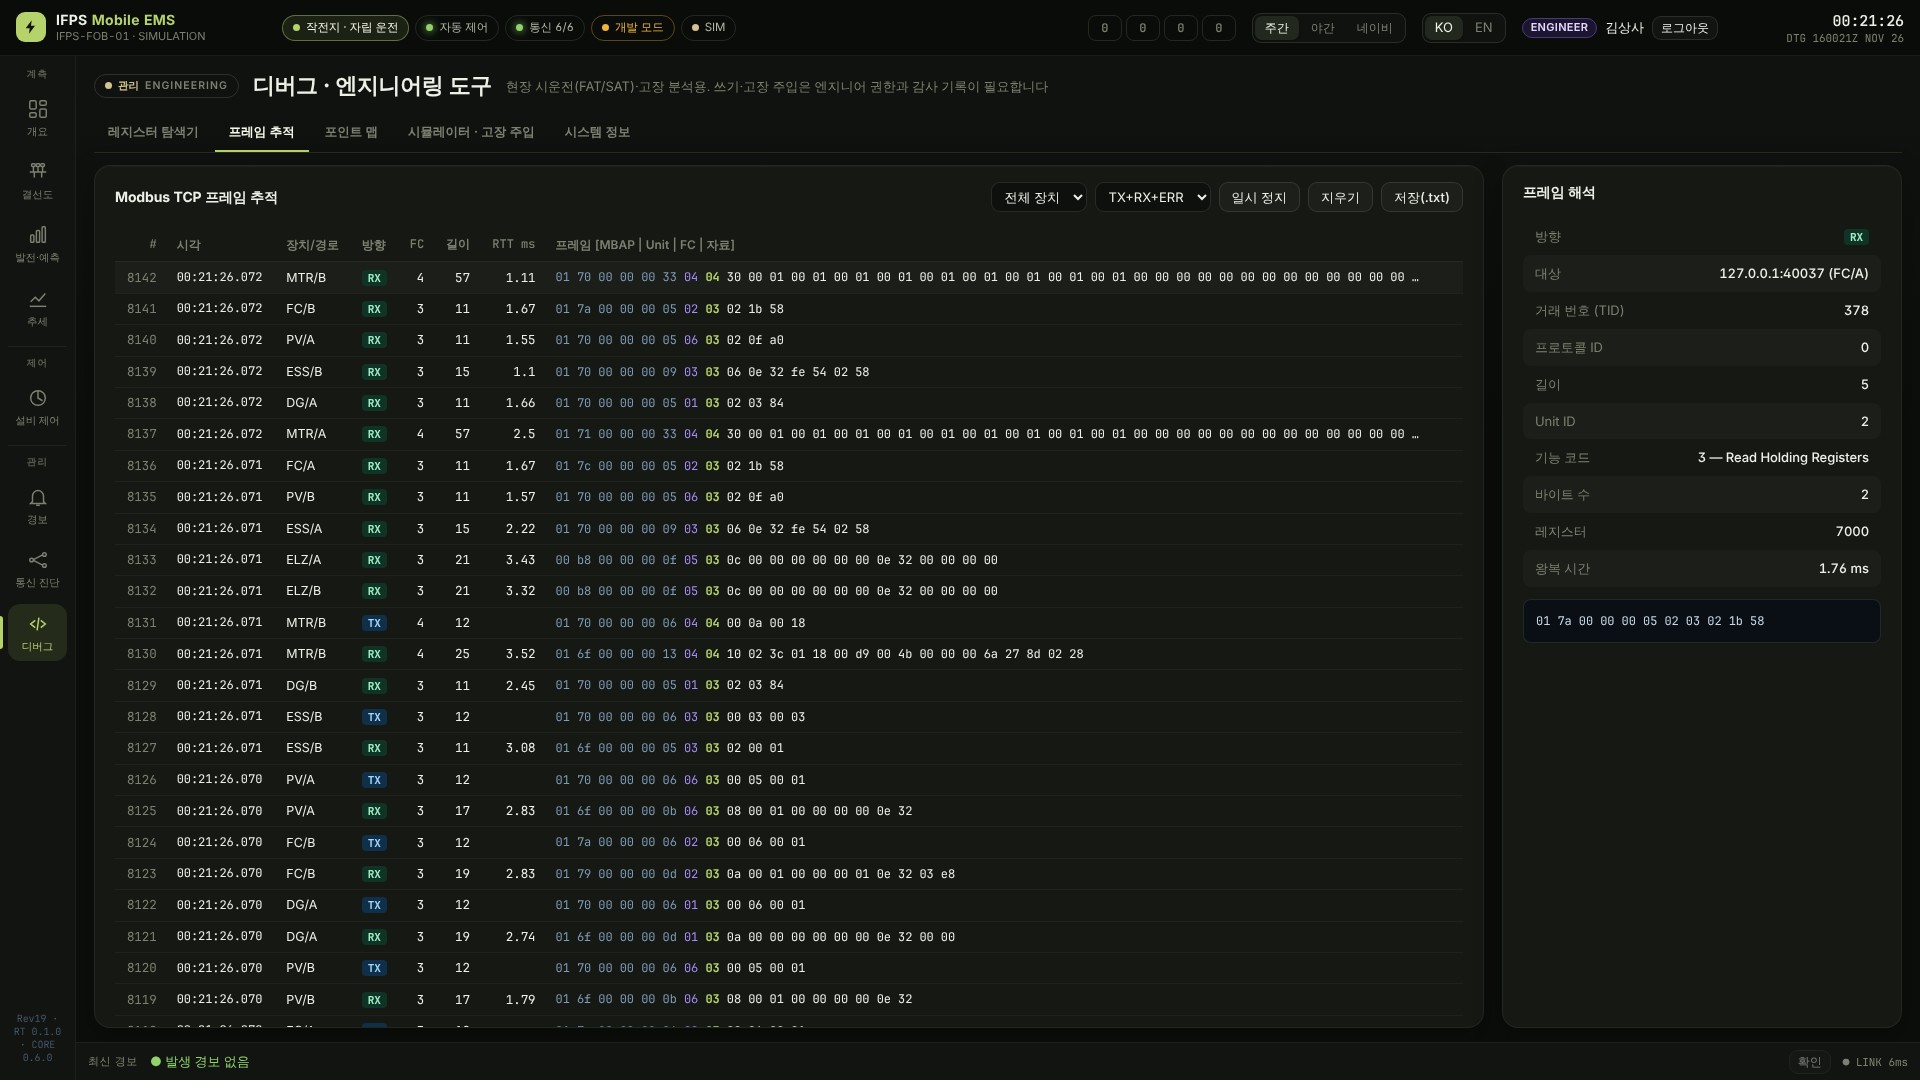 IFPS Mobile EMS
IFPS-FOB-01 · SIMULATION
작전지 · 자립 운전
자동 제어
통신 6/6
개발 모드
SIM
0 0 0 0
주간 야간 네이비
KO EN
ENGINEER 김상사 로그아웃
00:21:26
DTG 160021Z NOV 26
계측
개요
결선도
발전·예측
추세
제어
설비 제어
관리
경보
통신 진단
디버그
Rev19 ·
RT 0.1.0
· CORE
0.6.0
관리 ENGINEERING
디버그 · 엔지니어링 도구
현장 시운전(FAT/SAT)·고장 분석용. 쓰기·고장 주입은 엔지니어 권한과 감사 기록이 필요합니다
레지스터 탐색기 프레임 추적 포인트 맵 시뮬레이터 · 고장 주입 시스템 정보
Modbus TCP 프레임 추적
전체 장치 TX+RX+ERR 일시 정지 지우기 저장(.txt)
# 시각 장치/경로 방향 FC 길이 RTT ms 프레임 [MBAP | Unit | FC | 자료]
8142 00:21:26.072 MTR/B RX 4 57 1.11 01 70 00 00 00 33 04 04 30 00 01 00 01 00 01 00 01 00 01 00 01 00 01 00 01 00 01 00 00 00 00 00 00 00 00 00 00 00 …
8141 00:21:26.072 FC/B RX 3 11 1.67 01 7a 00 00 00 05 02 03 02 1b 58
8140 00:21:26.072 PV/A RX 3 11 1.55 01 70 00 00 00 05 06 03 02 0f a0
8139 00:21:26.072 ESS/B RX 3 15 1.1 01 70 00 00 00 09 03 03 06 0e 32 fe 54 02 58
8138 00:21:26.072 DG/A RX 3 11 1.66 01 70 00 00 00 05 01 03 02 03 84
8137 00:21:26.072 MTR/A RX 4 57 2.5 01 71 00 00 00 33 04 04 30 00 01 00 01 00 01 00 01 00 01 00 01 00 01 00 01 00 01 00 00 00 00 00 00 00 00 00 00 00 …
8136 00:21:26.071 FC/A RX 3 11 1.67 01 7c 00 00 00 05 02 03 02 1b 58
8135 00:21:26.071 PV/B RX 3 11 1.57 01 70 00 00 00 05 06 03 02 0f a0
8134 00:21:26.071 ESS/A RX 3 15 2.22 01 70 00 00 00 09 03 03 06 0e 32 fe 54 02 58
8133 00:21:26.071 ELZ/A RX 3 21 3.43 00 b8 00 00 00 0f 05 03 0c 00 00 00 00 00 00 0e 32 00 00 00 00
8132 00:21:26.071 ELZ/B RX 3 21 3.32 00 b8 00 00 00 0f 05 03 0c 00 00 00 00 00 00 0e 32 00 00 00 00
8131 00:21:26.071 MTR/B TX 4 12 01 70 00 00 00 06 04 04 00 0a 00 18
8130 00:21:26.071 MTR/B RX 4 25 3.52 01 6f 00 00 00 13 04 04 10 02 3c 01 18 00 d9 00 4b 00 00 00 6a 27 8d 02 28
8129 00:21:26.071 DG/B RX 3 11 2.45 01 70 00 00 00 05 01 03 02 03 84
8128 00:21:26.071 ESS/B TX 3 12 01 70 00 00 00 06 03 03 00 03 00 03
8127 00:21:26.071 ESS/B RX 3 11 3.08 01 6f 00 00 00 05 03 03 02 00 01
8126 00:21:26.070 PV/A TX 3 12 01 70 00 00 00 06 06 03 00 05 00 01
8125 00:21:26.070 PV/A RX 3 17 2.83 01 6f 00 00 00 0b 06 03 08 00 01 00 00 00 00 0e 32
8124 00:21:26.070 FC/B TX 3 12 01 7a 00 00 00 06 02 03 00 06 00 01
8123 00:21:26.070 FC/B RX 3 19 2.83 01 79 00 00 00 0d 02 03 0a 00 01 00 00 00 01 0e 32 03 e8
8122 00:21:26.070 DG/A TX 3 12 01 70 00 00 00 06 01 03 00 06 00 01
8121 00:21:26.070 DG/A RX 3 19 2.74 01 6f 00 00 00 0d 01 03 0a 00 00 00 00 00 00 0e 32 00 00
8120 00:21:26.070 PV/B TX 3 12 01 70 00 00 00 06 06 03 00 05 00 01
8119 00:21:26.070 PV/B RX 3 17 1.79 01 6f 00 00 00 0b 06 03 08 00 01 00 00 00 00 0e 32
프레임 해석
방향 RX
대상 127.0.0.1:40037 (FC/A)
거래 번호 (TID) 378
프로토콜 ID 0
길이 5
Unit ID 2
기능 코드 3 — Read Holding Registers
바이트 수 2
레지스터 7000
왕복 시간 1.76 ms
01 7a 00 00 00 05 02 03 02 1b 58
최신 경보 발생 경보 없음
확인 LINK 6ms